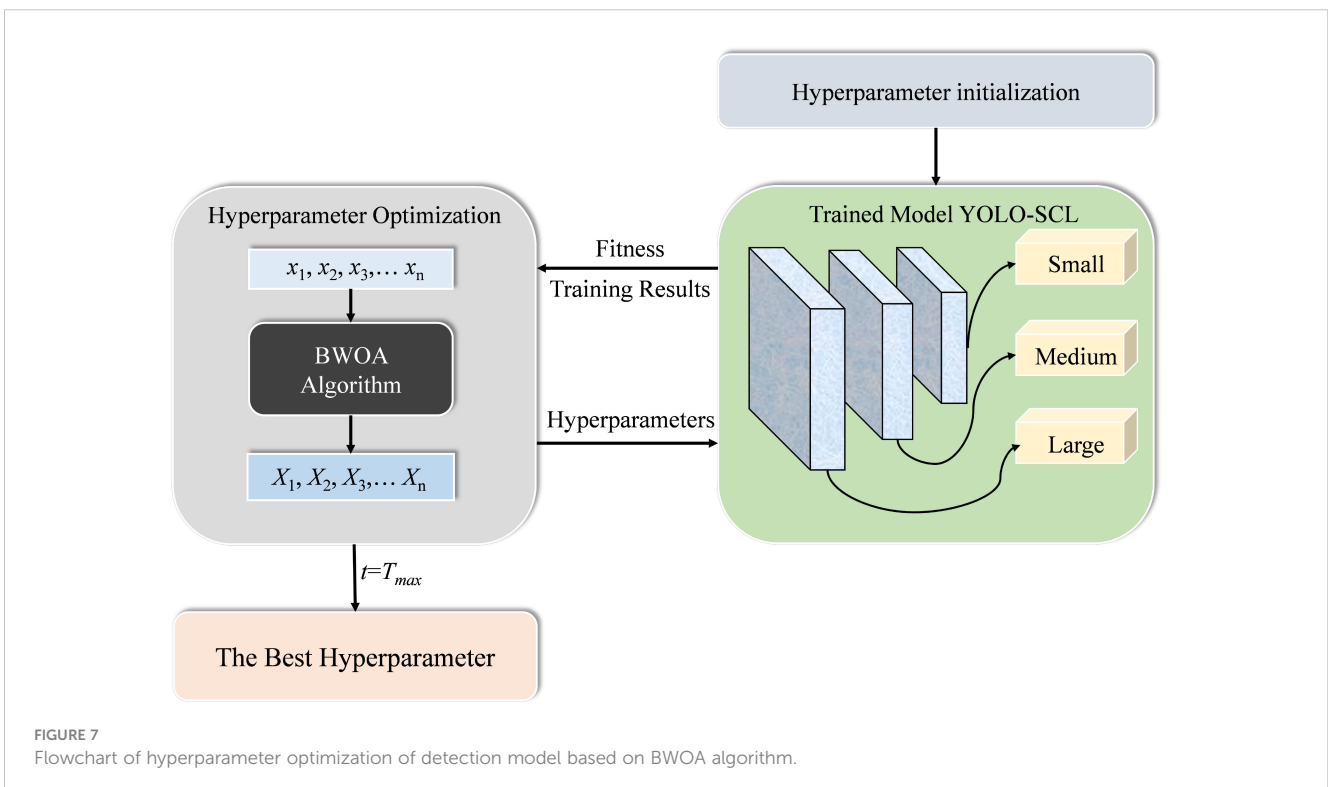 Hyperparameter initialization
Hyperparameter Optimization
x1, x2, x3,... xn
BWOA
Algorithm
X1, X2, X3,... Xn
Fitness
Training Results
Hyperparameters
Trained Model YOLO-SCL
Small
Medium
Large
t=Tmax
The Best Hyperparameter
FIGURE 7
Flowchart of hyperparameter optimization of detection model based on BWOA algorithm.